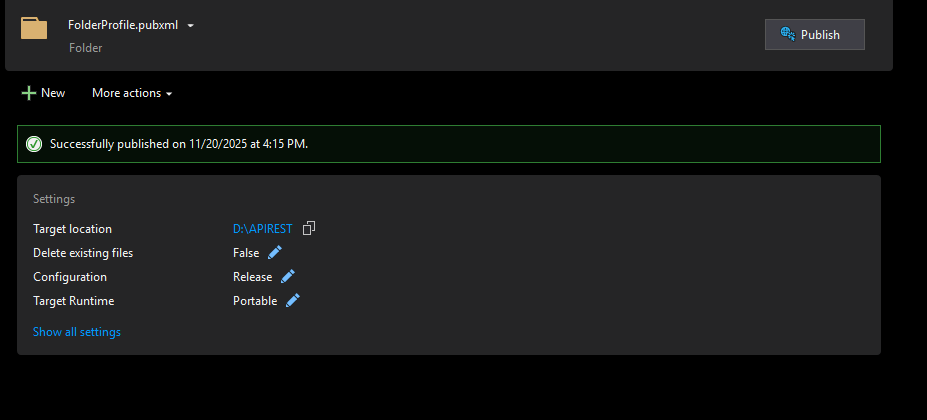 FolderProfile.pubxml
Folder
Publish
New
More actions
Successfully published on 11/20/2025 at 4:15 PM.
Settings
Target location D:\APIREST
Delete existing files False
Configuration Release
Target Runtime Portable
Show all settings